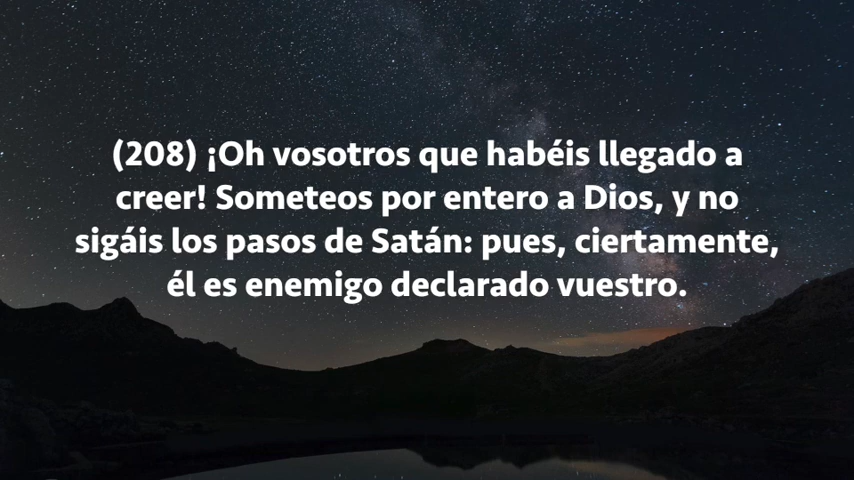 (208) ¡Oh vosotros que habéis llegado a
creer! Someteos por entero a Dios, y no
sigáis los pasos de Satán: pues, ciertamente,
él es enemigo declarado vuestro.